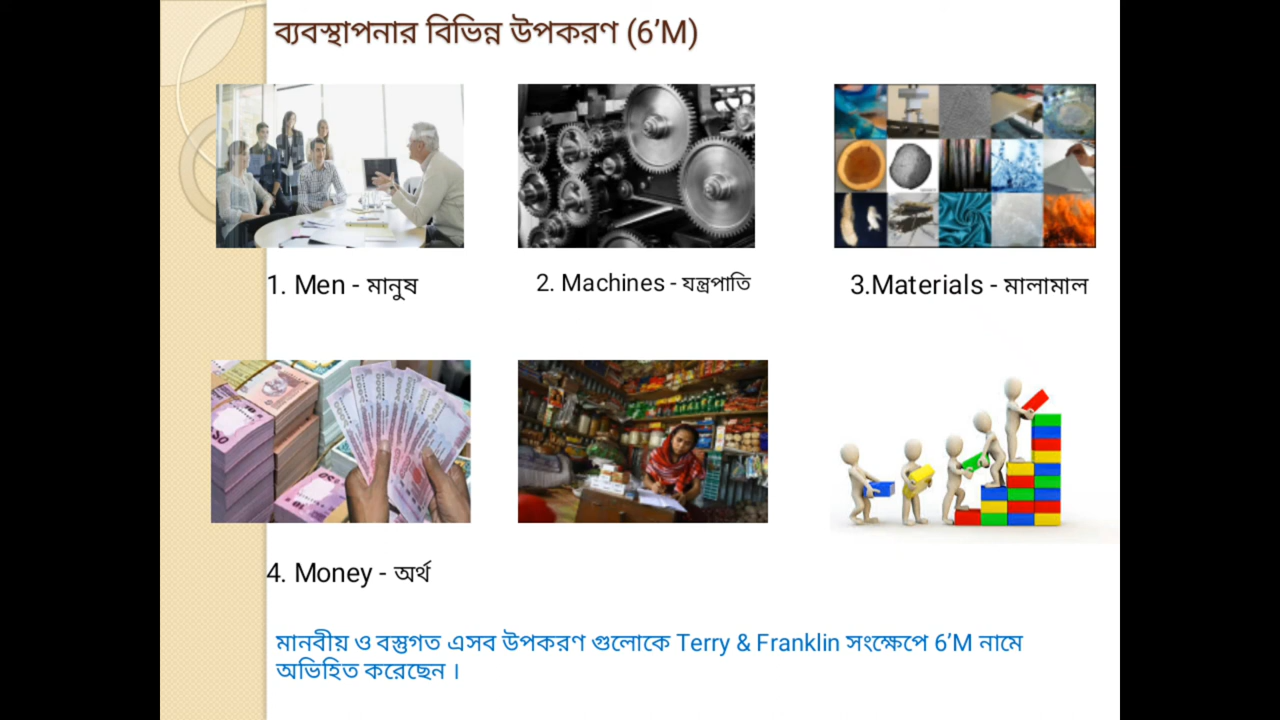 ব্যবস্থাপনার বিভিন্ন উপকরণ (6’M)
1. Men - মানুষ
2. Machines - যন্ত্রপাতি
3.Materials - মালামাল
4. Money - অর্থ
মানবীয় ও বস্তুগত এসব উপকরণ গুলোকে Terry & Franklin সংক্ষেপে 6’M নামে
অভিহিত করেছেন ।